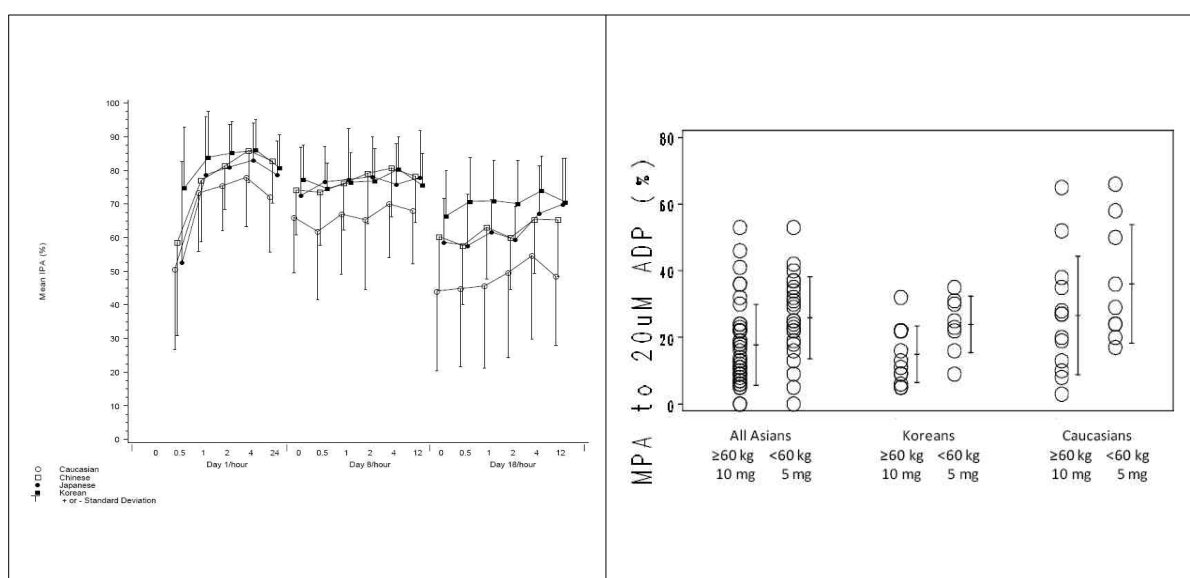 100
90
80
70
60
50
40
30
20
10
0
Mean IPA (%)
0 0.5 1 2 4 24 0 0.5 1 2 4 12 0 0.5 1 2 4 12
Day 1/hour Day 8/hour Day 18/hour
Caucasian
Chinese
Japanese
Korean
+ or - Standard Deviation
MPA to 20uM ADP (%)
80
60
40
20
0
All Asians Koreans Caucasians
≥60 kg <60 kg ≥60 kg <60 kg ≥60 kg <60 kg
10 mg 5 mg 10 mg 5 mg 10 mg 5 mg